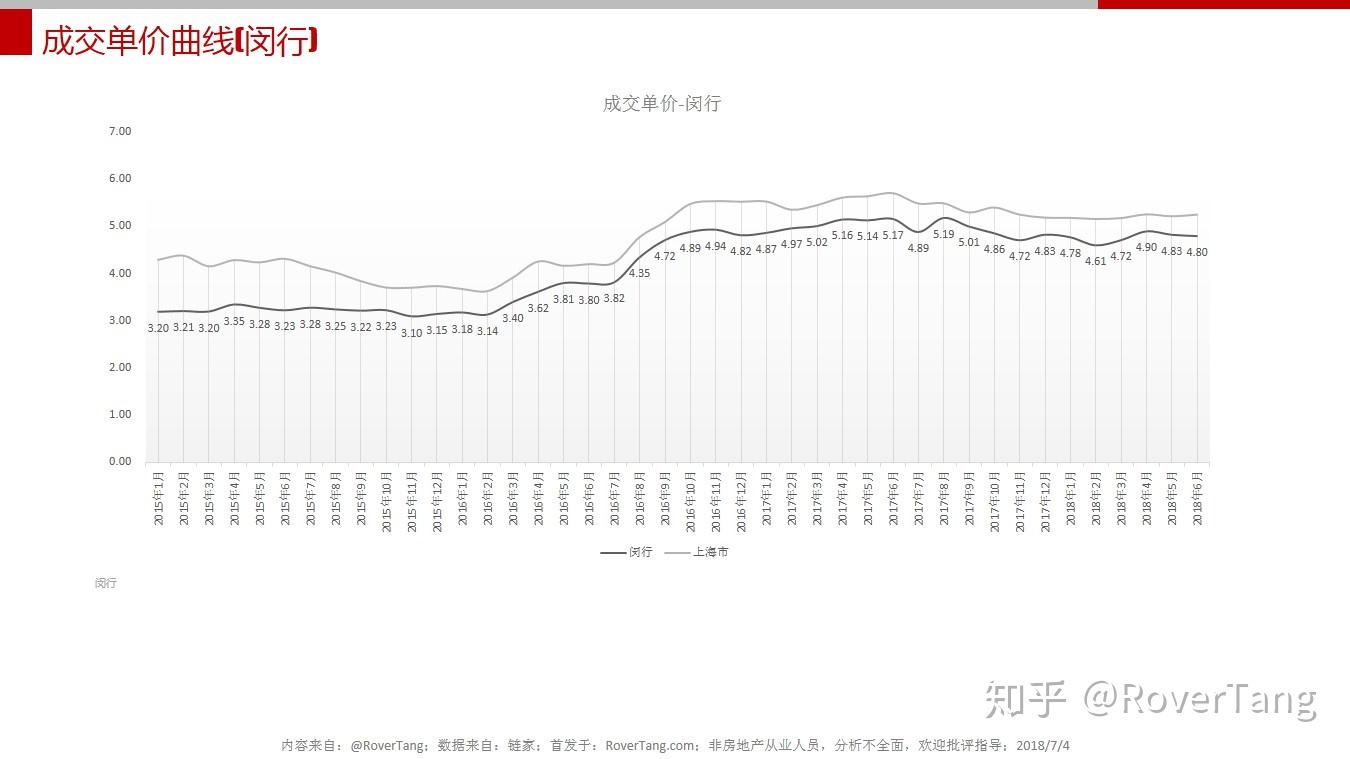 成交单价曲线(闵行)
成交单价-闵行
7.00
6.00
5.00
4.00
3.00
2.00
1.00
0.00
3.20 3.21 3.20 3.35 3.28 3.23 3.28 3.25 3.22 3.23 3.10 3.15 3.18 3.14 3.40 3.62 3.81 3.80 3.82 4.35 4.72 4.89 4.94 4.82 4.87 4.97 5.02 5.16 5.14 5.17 4.89 5.19 5.01 4.86 4.72 4.83 4.78 4.61 4.72 4.90 4.83 4.80
2015年1月 2015年2月 2015年3月 2015年4月 2015年5月 2015年6月 2015年7月 2015年8月 2015年9月 2015年10月 2015年11月 2015年12月 2016年1月 2016年2月 2016年3月 2016年4月 2016年5月 2016年6月 2016年7月 2016年8月 2016年9月 2016年10月 2016年11月 2016年12月 2017年1月 2017年2月 2017年3月 2017年4月 2017年5月 2017年6月 2017年7月 2017年8月 2017年9月 2017年10月 2017年11月 2017年12月 2018年1月 2018年2月 2018年3月 2018年4月 2018年5月 2018年6月
闵行 上海市
闵行
知乎 @RoverTang
内容来自：@RoverTang；数据来自：链家；首发于：RoverTang.com；非房地产从业人员，分析不全面，欢迎批评指导；2018/7/4